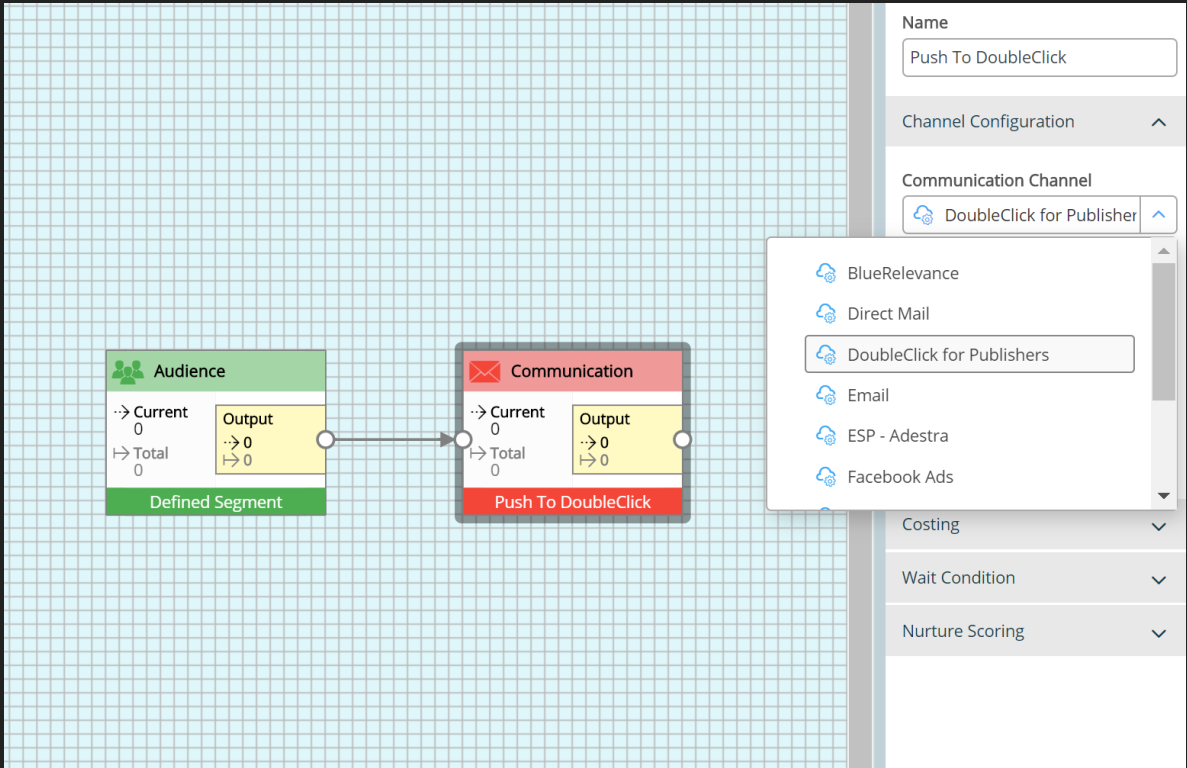 Name
Push To DoubleClick
Channel Configuration
Communication Channel
DoubleClick for Publisher
BlueRelevance
Direct Mail
DoubleClick for Publishers
Email
ESP - Adestra
Facebook Ads
Costing
Wait Condition
Nurture Scoring
Audience
Current
0
Total
0
Output
0
0
Defined Segment
Communication
Current
0
Total
0
Output
0
0
Push To DoubleClick